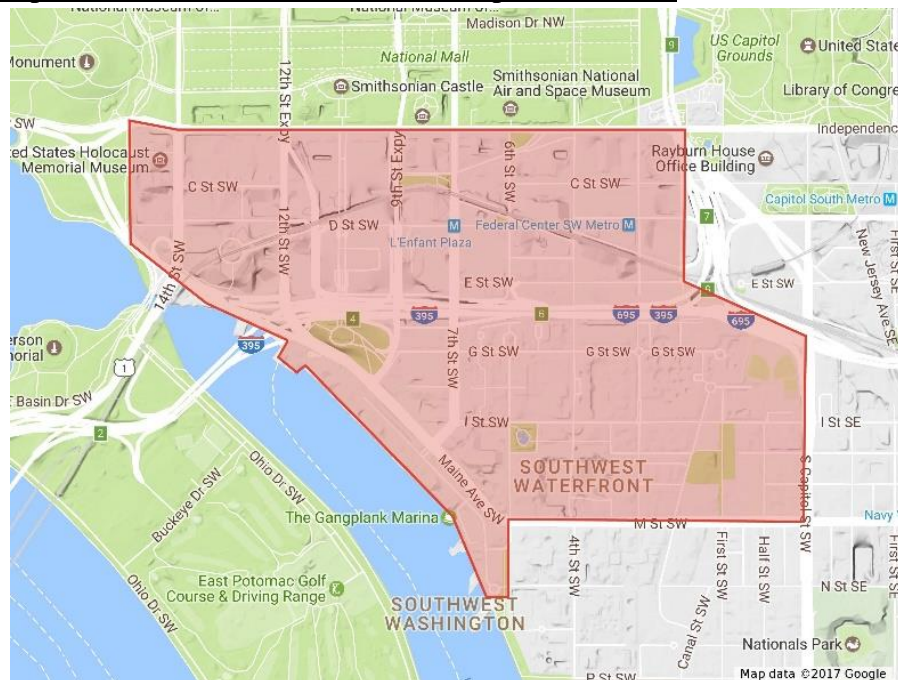 Madison Dr NW
National Mall
US Capitol
Grounds
United State
Monument
Smithsonian Castle
Smithsonian National
Air and Space Museum
Library of Congre
12th St Expy
9th St Expy
9
SW
Independenc
ted States Holocaust
Memorial Museum
Rayburn House
Office Building
C St SW
6th St SW
C St SW
Capitol South Metro
M
12th St SW
D St SW
M
L'Enfant Plaza
Federal Center SW Metro
M
7
14th St SW
E St SW
9
E St SW
New Jersey Ave SE
First St SE
4
395
6
695
395
695
erson
orial
395
7th St SW
G St SW
G St SW
G St SW
1
E Basin Dr SW
2
I St SW
I St SE
Ohio Dr SW
Buckeye Dr SW
Maine Ave SW
SOUTHWEST
WATERFRONT
S Capitol St SW
The Gangplank Marina
M St SW
Navy
East Potomac Golf
Course & Driving Range
4th St SW
First St SW
Half St SW
First St SE
N St SE
Ohio Dr SW
SOUTHWEST
WASHINGTON
Canal St SW
Nationals Park
P St SW
Map data ©2017 Google